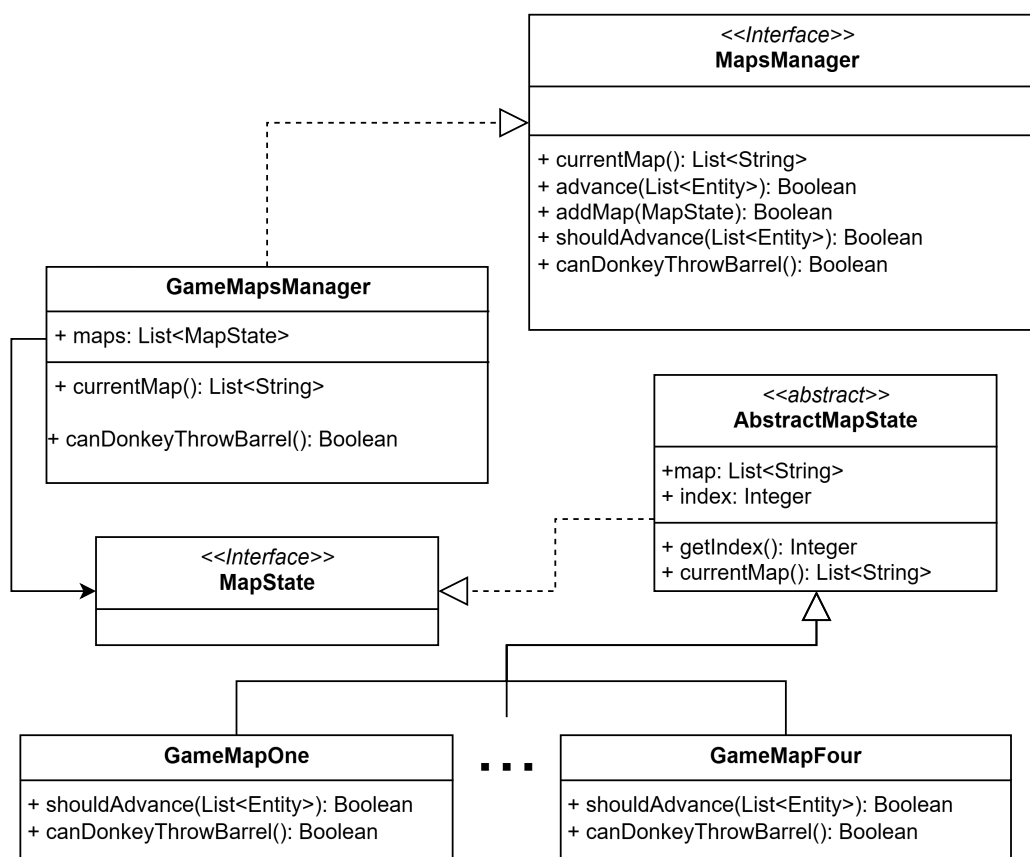 <<Interface>>
MapsManager
+ currentMap(): List<String>
+ advance(List<Entity>): Boolean
+ addMap(MapState): Boolean
+ shouldAdvance(List<Entity>): Boolean
+ canDonkeyThrowBarrel(): Boolean
GameMapsManager
+ maps: List<MapState>
+ currentMap(): List<String>
+ canDonkeyThrowBarrel(): Boolean
<<abstract>>
AbstractMapState
+map: List<String>
+ index: Integer
+ getIndex(): Integer
+ currentMap(): List<String>
<<Interface>>
MapState
GameMapOne
+ shouldAdvance(List<Entity>): Boolean
+ canDonkeyThrowBarrel(): Boolean
...
GameMapFour
+ shouldAdvance(List<Entity>): Boolean
+ canDonkeyThrowBarrel(): Boolean